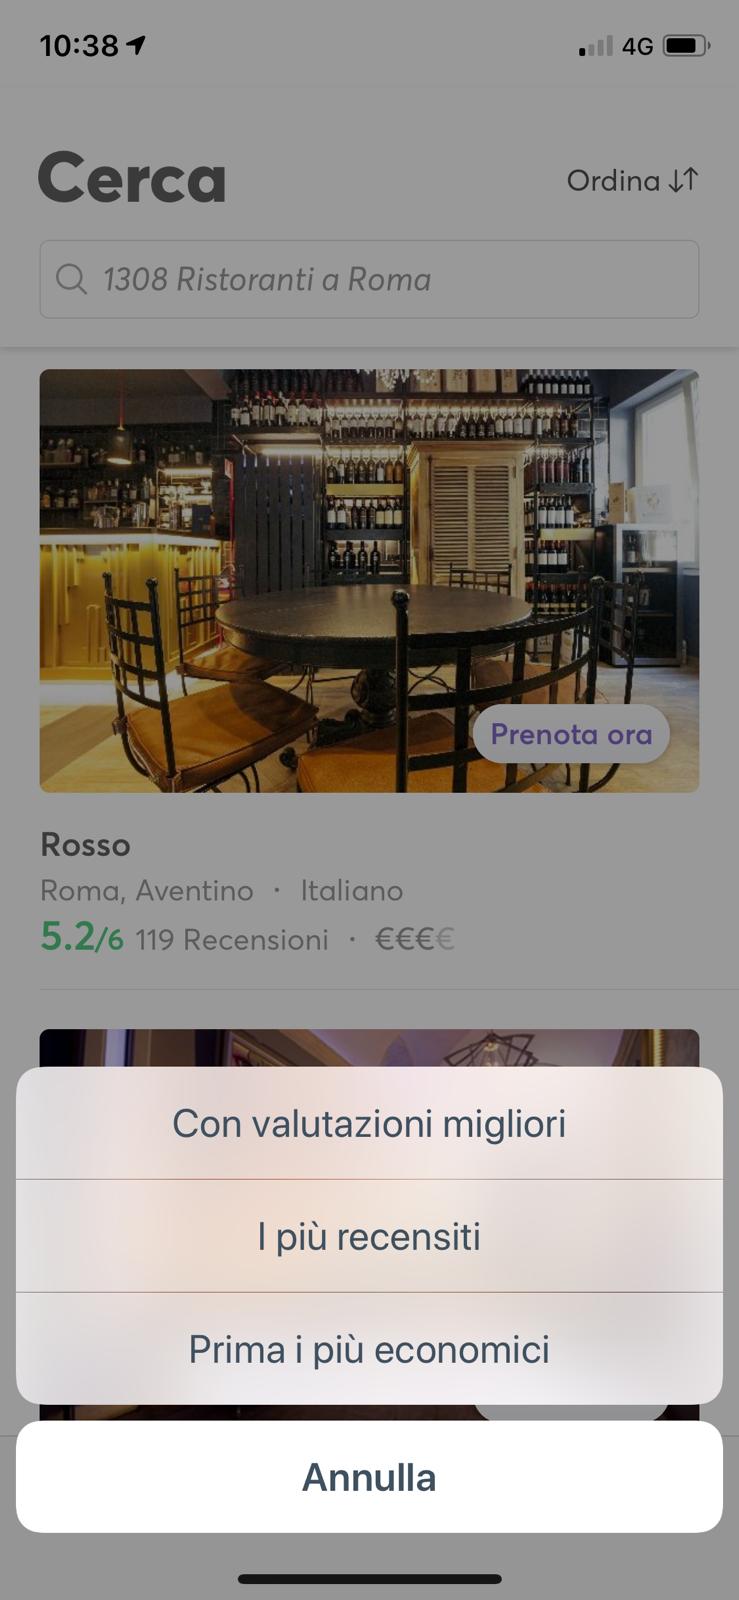 10:38
4G
Cerca
Ordina ↓↑
1308 Ristoranti a Roma
Prenota ora
Rosso
Roma, Aventino · Italiano
5.2/6 119 Recensioni · €€€€
Con valutazioni migliori
I più recensiti
Prima i più economici
Annulla